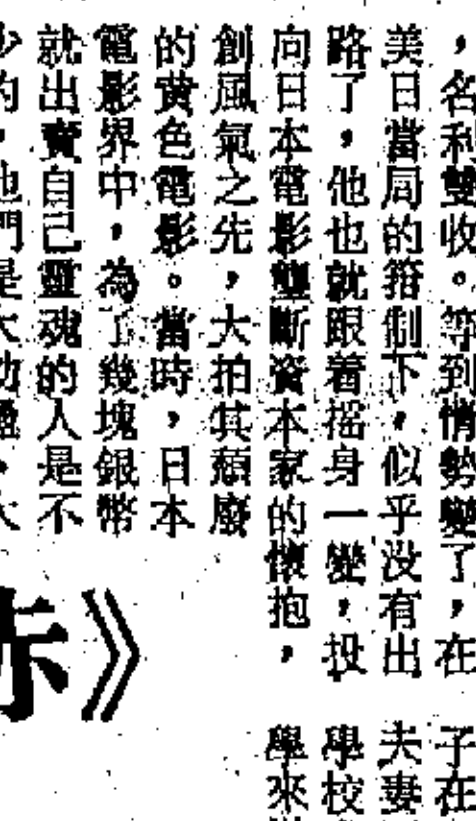 ，名利雙收。等到情勢變了，在
美日當局的箝制下，似乎没有出
路了，他也就跟着摇身一變，投
向日本電影壟斷資本家的懷抱，
創風氣之先，大拍其頹廢
的黄色電影。當時，日本
電影界中，為了幾塊銀幣
就出賣自己靈魂的人是不
少的，他們是大
》
子在
夫妻
學校
學來